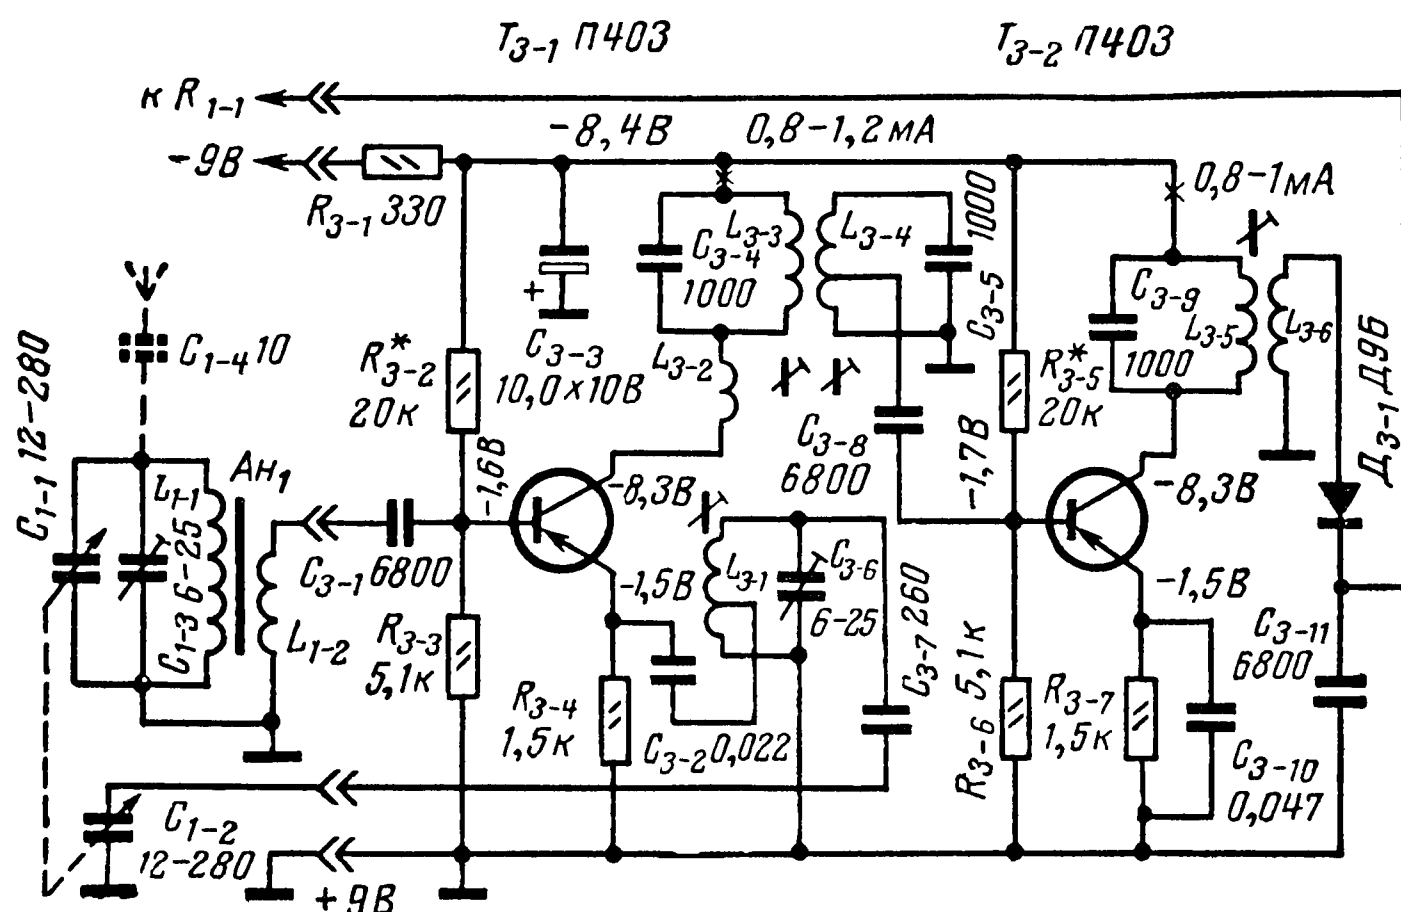 Т3-1 П403
Т3-2 П403
к R1-1
-9В
-8,4В
0,8-1,2мА
0,8-1мА
R3-1 330
C3-4
1000
L3-3
L3-4
1000
C3-5
C3-9
1000
L3-5
L3-6
Д3-1 Д9Б
+
C3-3
10,0×10В
C1-4 10
R*3-2
20к
L3-2
R*3-5
20к
C3-8
6800
C1-1 12-280
L1-1
C1-3 6-25
Ан1
L1-2
C3-1 6800
-1,6В
-8,3В
-1,5В
-1,7В
-8,3В
-1,5В
L3-1
C3-6
6-25
C3-7 260
R3-3
5,1к
R3-4
1,5к
C3-2 0,022
R3-6 5,1к
R3-7
1,5к
C3-11
6800
C3-10
0,047
C1-2
12-280
+9В